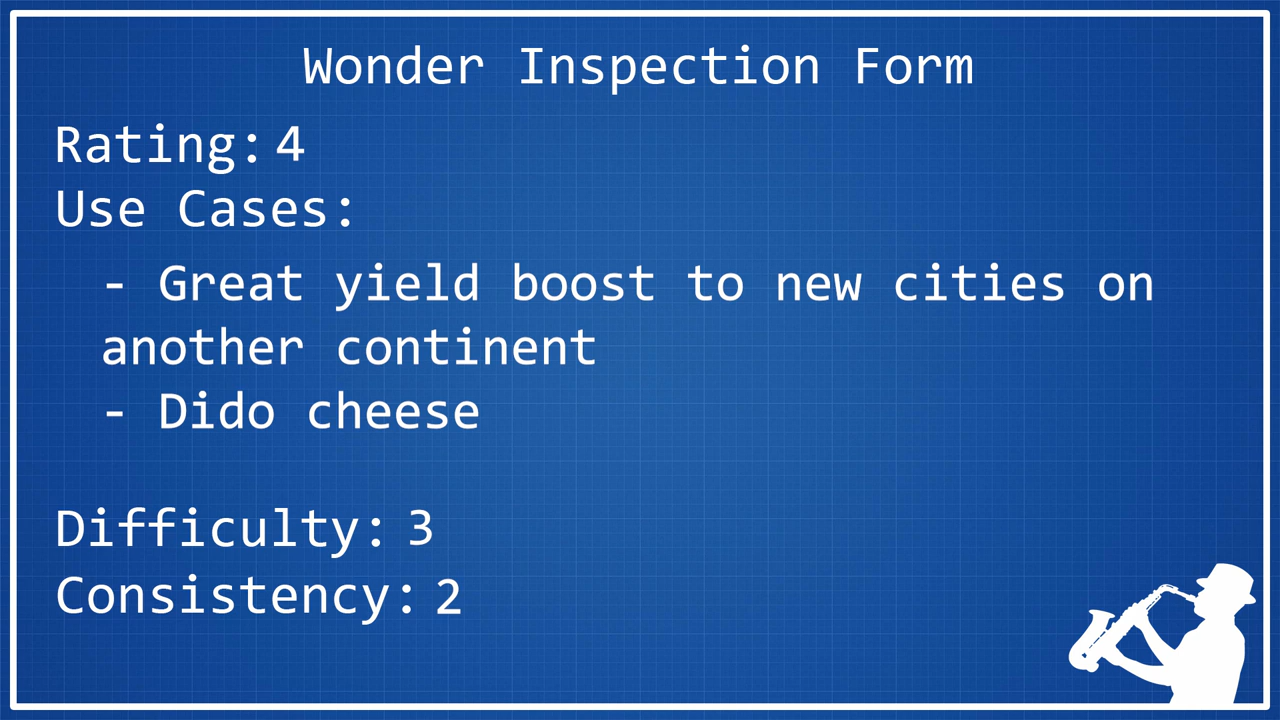 Wonder Inspection Form
Rating: 4
Use Cases:
- Great yield boost to new cities on
another continent
- Dido cheese
Difficulty: 3
Consistency: 2